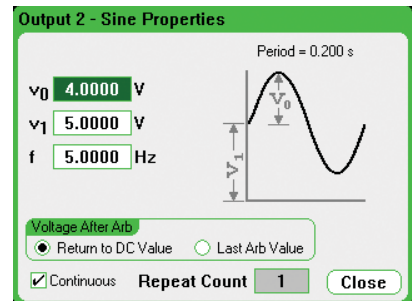 Output 2 - Sine Properties
Period = 0.200 s
V0 4.0000 V
V1 5.0000 V
f 5.0000 Hz
V0
V1
Voltage After Arb
Return to DC Value Last Arb Value
Continuous Repeat Count 1 Close